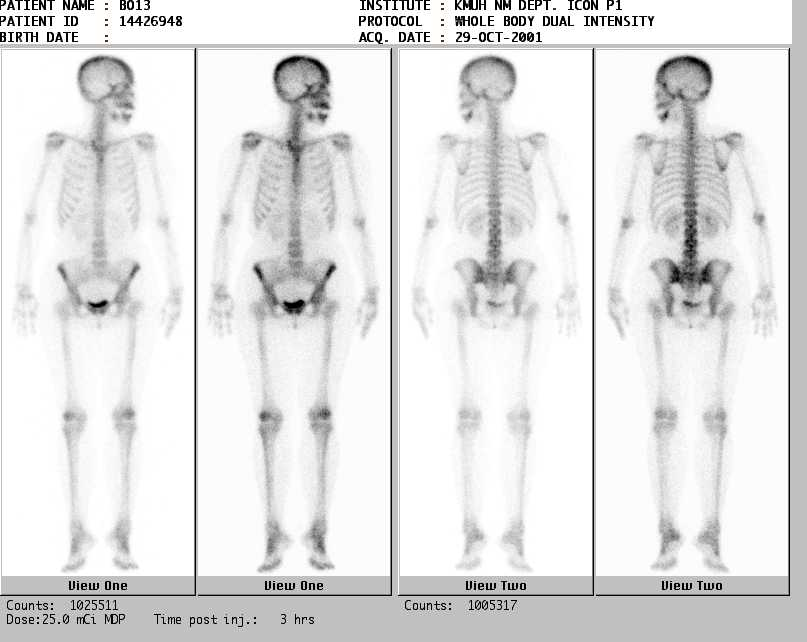 PATIENT NAME : BO13
PATIENT ID : 14426948
BIRTH DATE :
INSTITUTE : KMUH NM DEPT. ICON P1
PROTOCOL : WHOLE BODY DUAL INTENSITY
ACQ. DATE : 29-OCT-2001
View One
View One
View Two
View Two
Counts: 1025511
Dose:25.0 mCi MDP Time post inj.: 3 hrs
Counts: 1005317